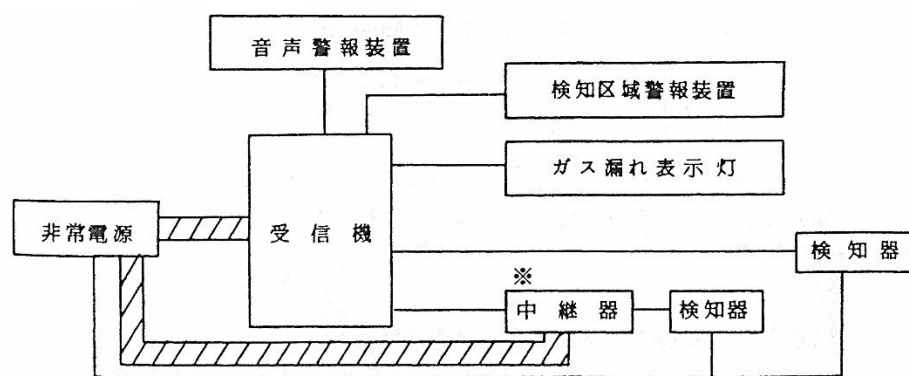 音声警報装置
検知区域警報装置
ガス漏れ表示灯
非常電源
受信機
検知器
※
中継器
検知器